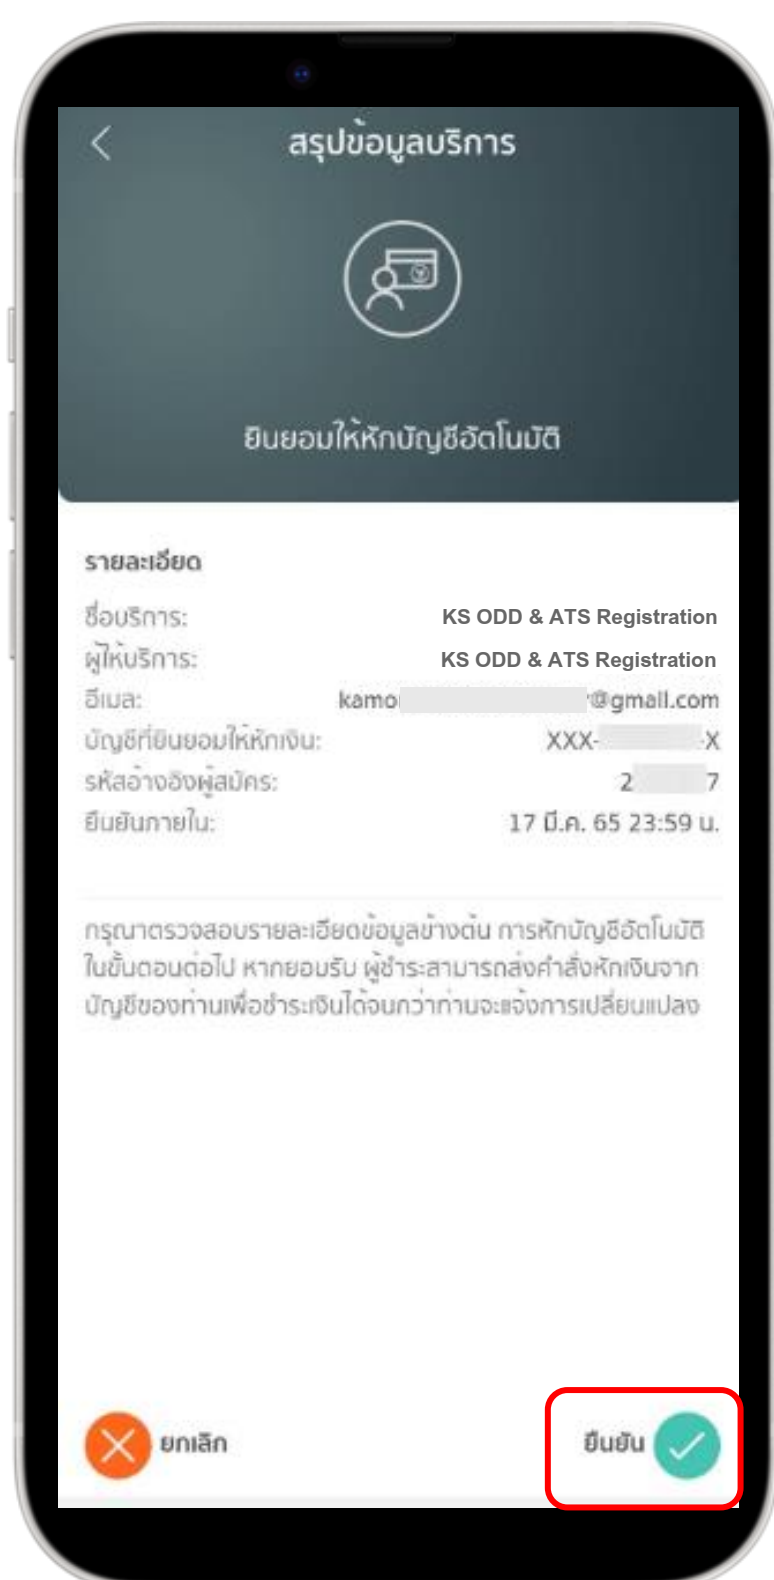 สรุปข้อมูลบริการ
ยินยอมให้หักบัญชีอัตโนมัติ
รายละเอียด
ชื่อบริการ: KS ODD & ATS Registration
ผู้ให้บริการ: KS ODD & ATS Registration
อีเมล: kamo @gmail.com
บัญชีที่ยินยอมให้หักเงิน: XXX- -X
รหัสอ้างอิงผู้สมัคร: 2 7
ยืนยันภายใน: 17 มี.ค. 65 23:59 น.
กรุณาตรวจสอบรายละเอียดข้อมูลข้างต้น การหักบัญชีอัตโนมัติ
ในขั้นตอนต่อไป หากยอมรับ ผู้ชำระสามารถส่งคำสั่งหักเงินจาก
บัญชีของท่านเพื่อชำระเงินได้จนกว่าท่านจะแจ้งการเปลี่ยนแปลง
ยกเลิก ยืนยัน